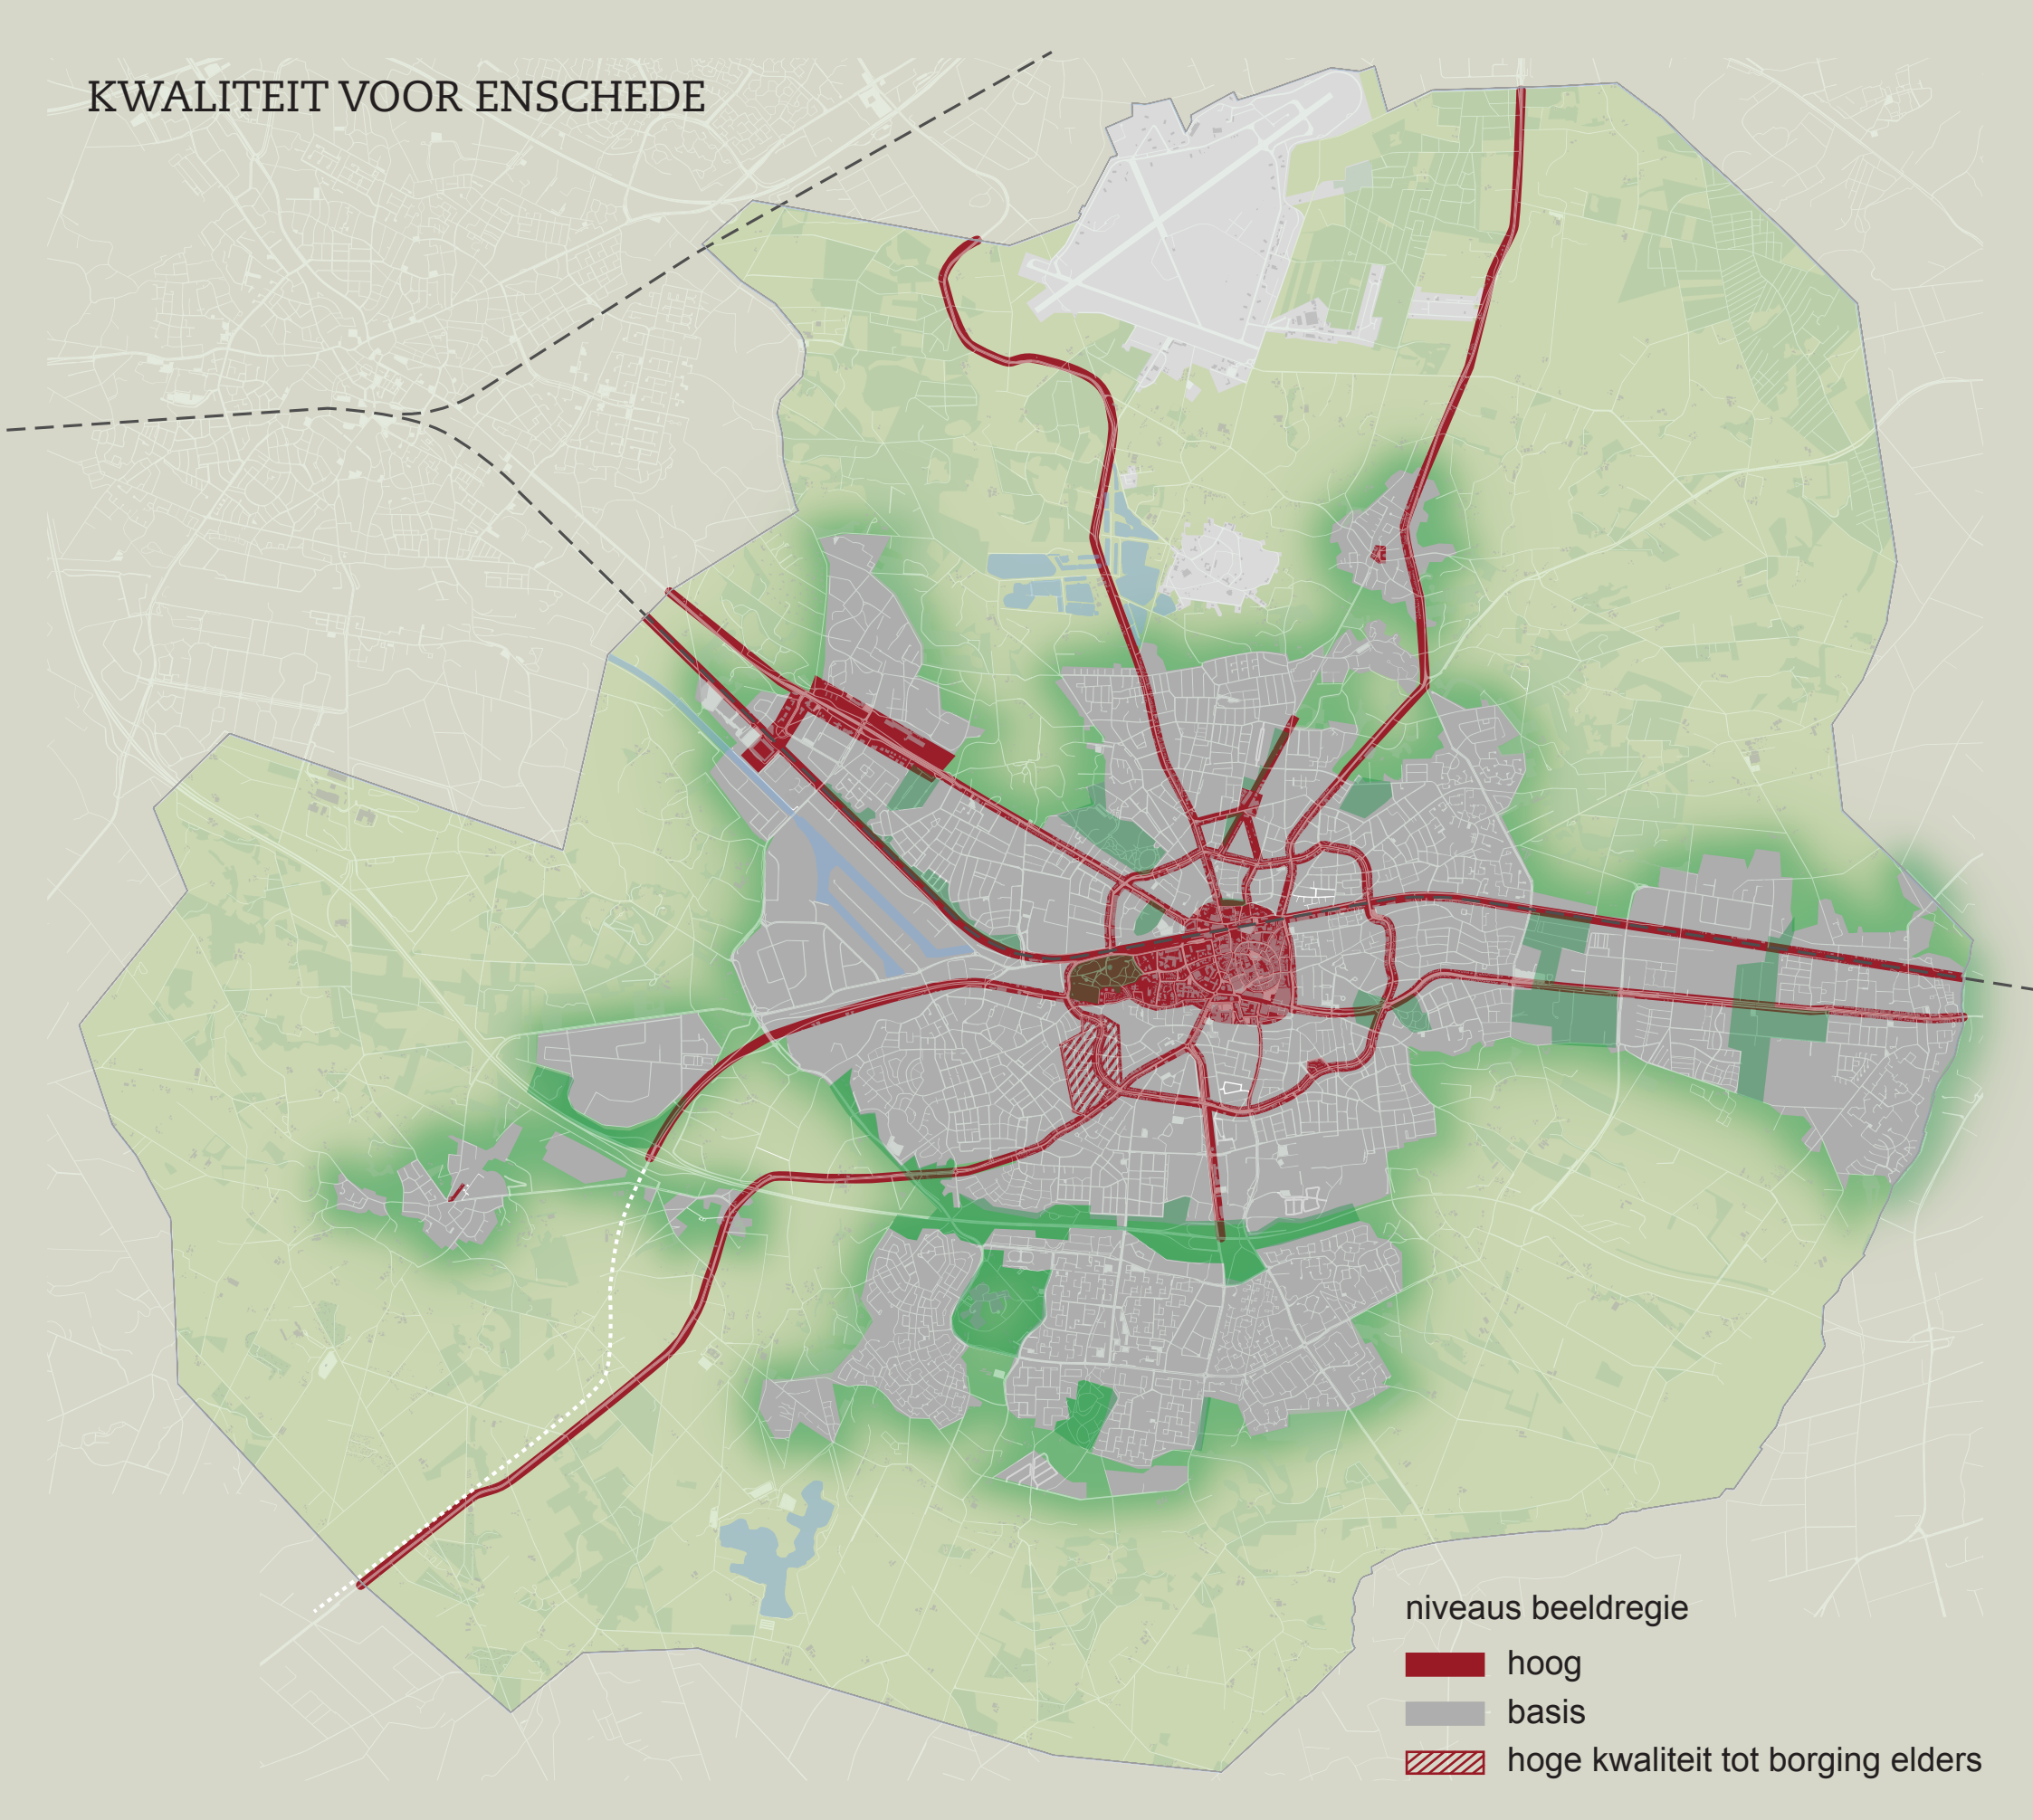 KWALITEIT VOOR ENSCHEDE
niveaus beeldregie
hoog
basis
hoge kwaliteit tot borging elders